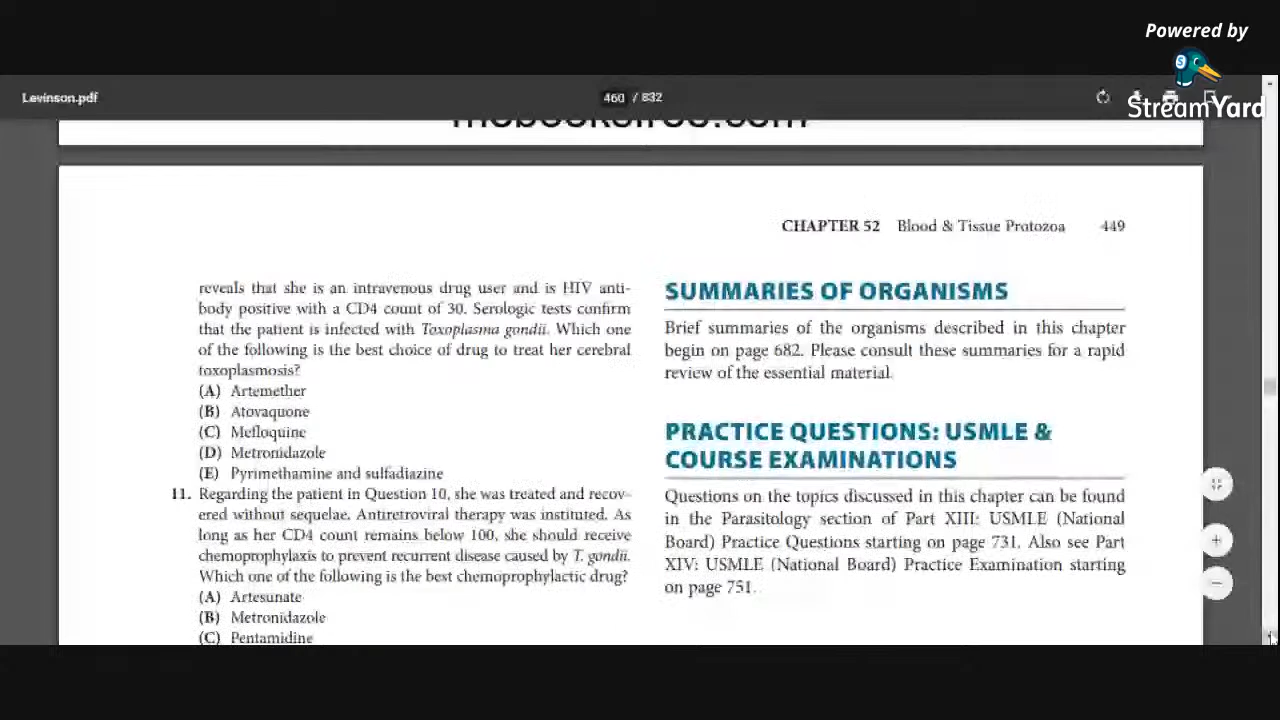 Powered by
StreamYard
Levinson.pdf
460 / 832
CHAPTER 52 Blood & Tissue Protozoa 449
reveals that she is an intravenous drug user and is HIV anti-
body positive with a CD4 count of 30. Serologic tests confirm
that the patient is infected with Toxoplasma gondii. Which one
of the following is the best choice of drug to treat her cerebral
toxoplasmosis?
(A) Artemether
(B) Atovaquone
(C) Mefloquine
(D) Metronidazole
(E) Pyrimethamine and sulfadiazine
11. Regarding the patient in Question 10, she was treated and recov-
ered without sequelae. Antiretroviral therapy was instituted. As
long as her CD4 count remains below 100, she should receive
chemoprophylaxis to prevent recurrent disease caused by T. gondii.
Which one of the following is the best chemoprophylactic drug?
(A) Artesunate
(B) Metronidazole
(C) Pentamidine
SUMMARIES OF ORGANISMS
Brief summaries of the organisms described in this chapter
begin on page 682. Please consult these summaries for a rapid
review of the essential material.
PRACTICE QUESTIONS: USMLE &
COURSE EXAMINATIONS
Questions on the topics discussed in this chapter can be found
in the Parasitology section of Part XIII: USMLE (National
Board) Practice Questions starting on page 731. Also see Part
XIV: USMLE (National Board) Practice Examination starting
on page 751.